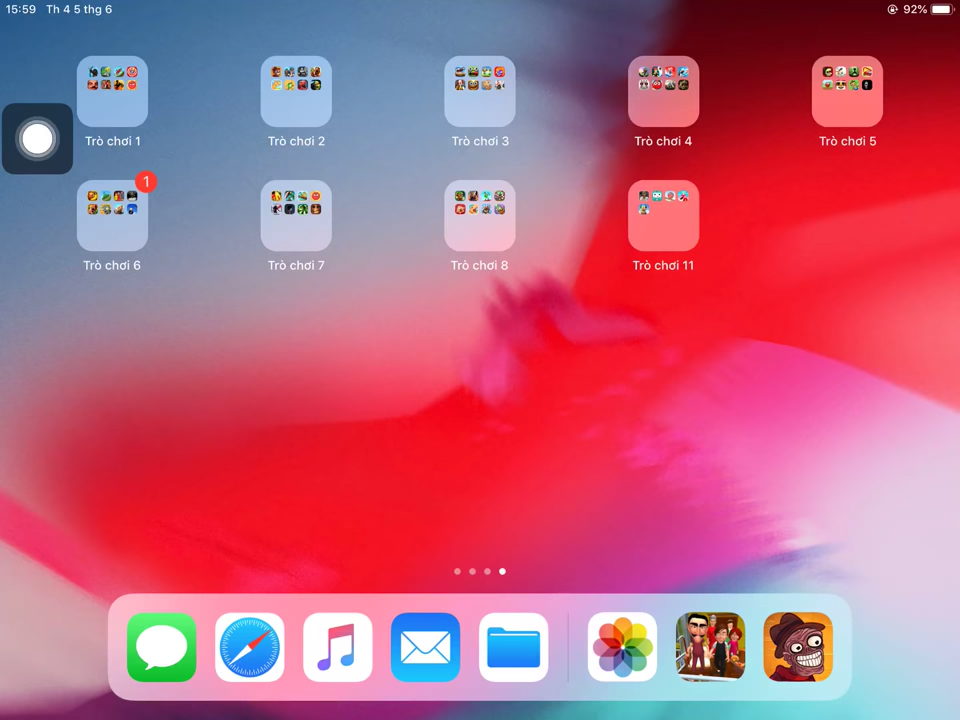 15:59 Th 4 5 thg 6
92%
Trò chơi 1
Trò chơi 2
Trò chơi 3
Trò chơi 4
Trò chơi 5
1
Trò chơi 6
Trò chơi 7
Trò chơi 8
Trò chơi 11